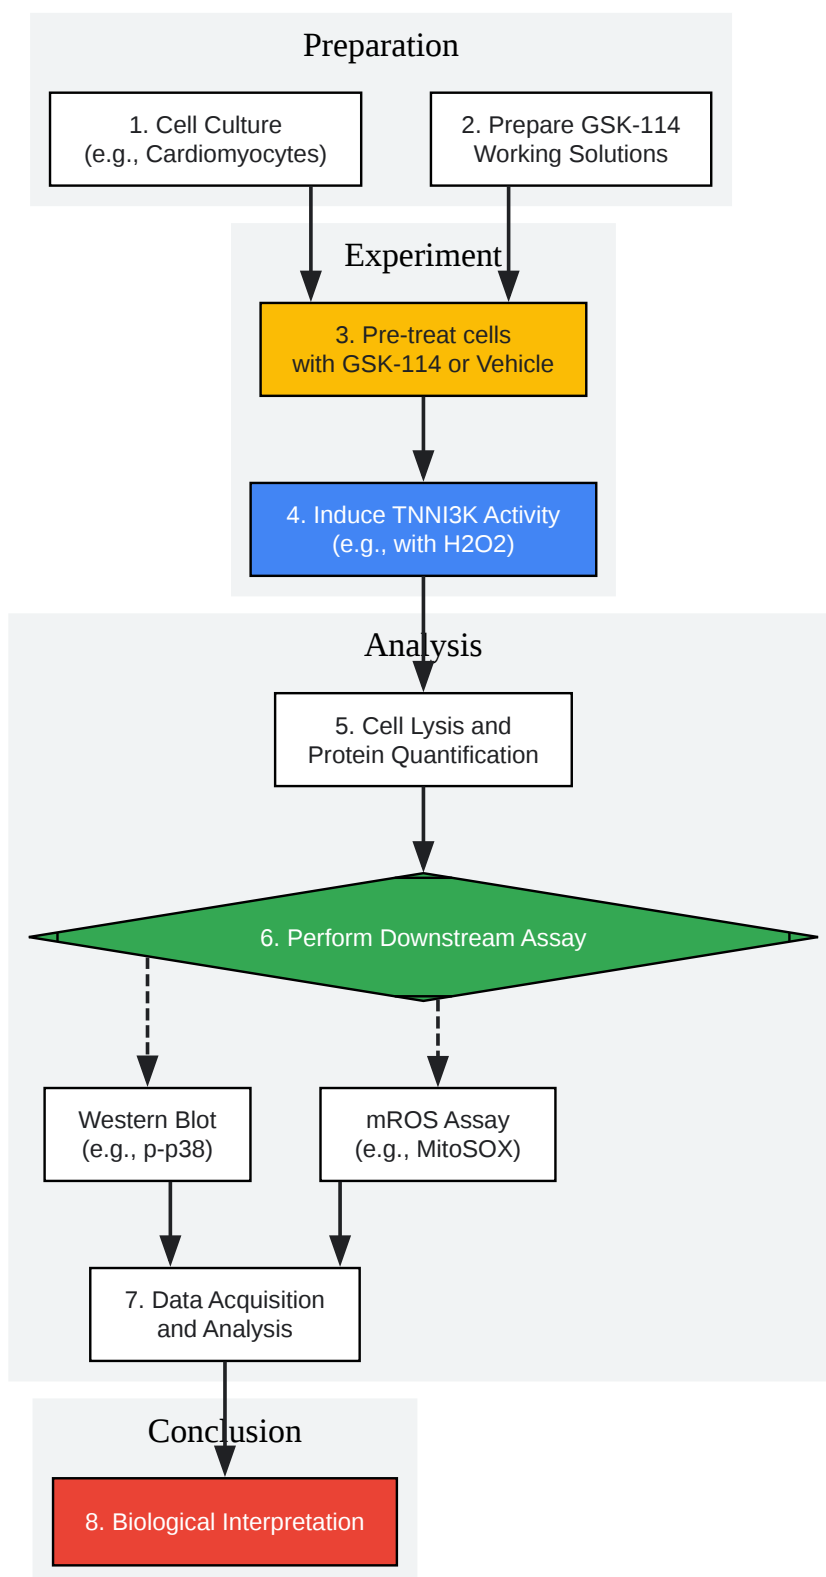 Preparation
1. Cell Culture
(e.g., Cardiomyocytes)
2. Prepare GSK-114
Working Solutions
Experiment
3. Pre-treat cells
with GSK-114 or Vehicle
4. Induce TNNI3K Activity
(e.g., with H2O2)
Analysis
5. Cell Lysis and
Protein Quantification
6. Perform Downstream Assay
Western Blot
(e.g., p-p38)
mROS Assay
(e.g., MitoSOX)
7. Data Acquisition
and Analysis
Conclusion
8. Biological Interpretation